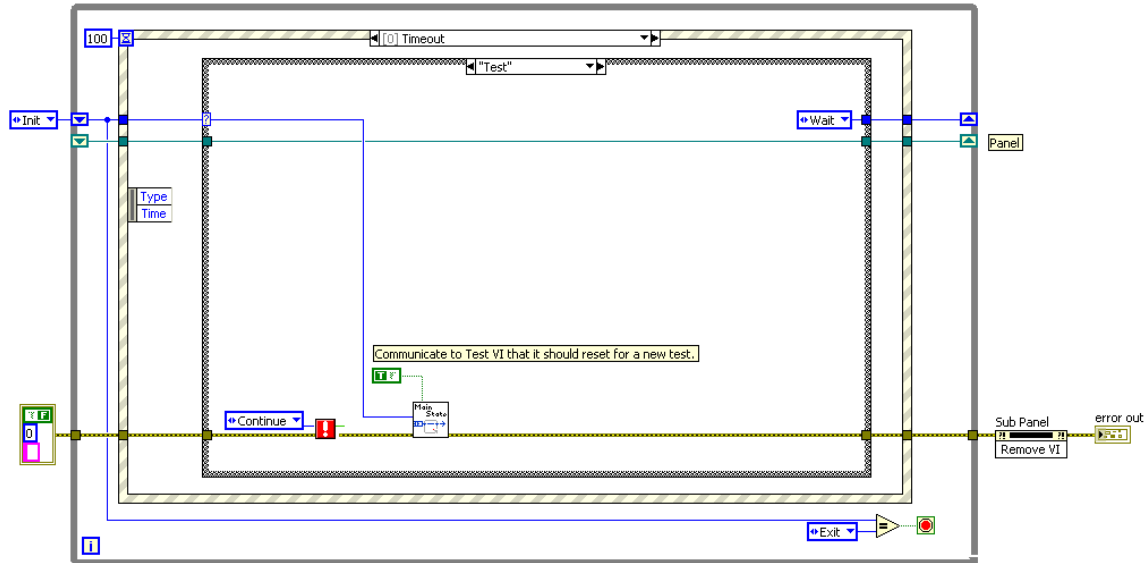 100
[0] Timeout
"Test"
Init
Wait
Panel
Type
Time
Communicate to Test VI that it should reset for a new test.
T F
Main
State
Continue
!
T F
0
Sub Panel
Remove VI
error out
Exit
=
i
?